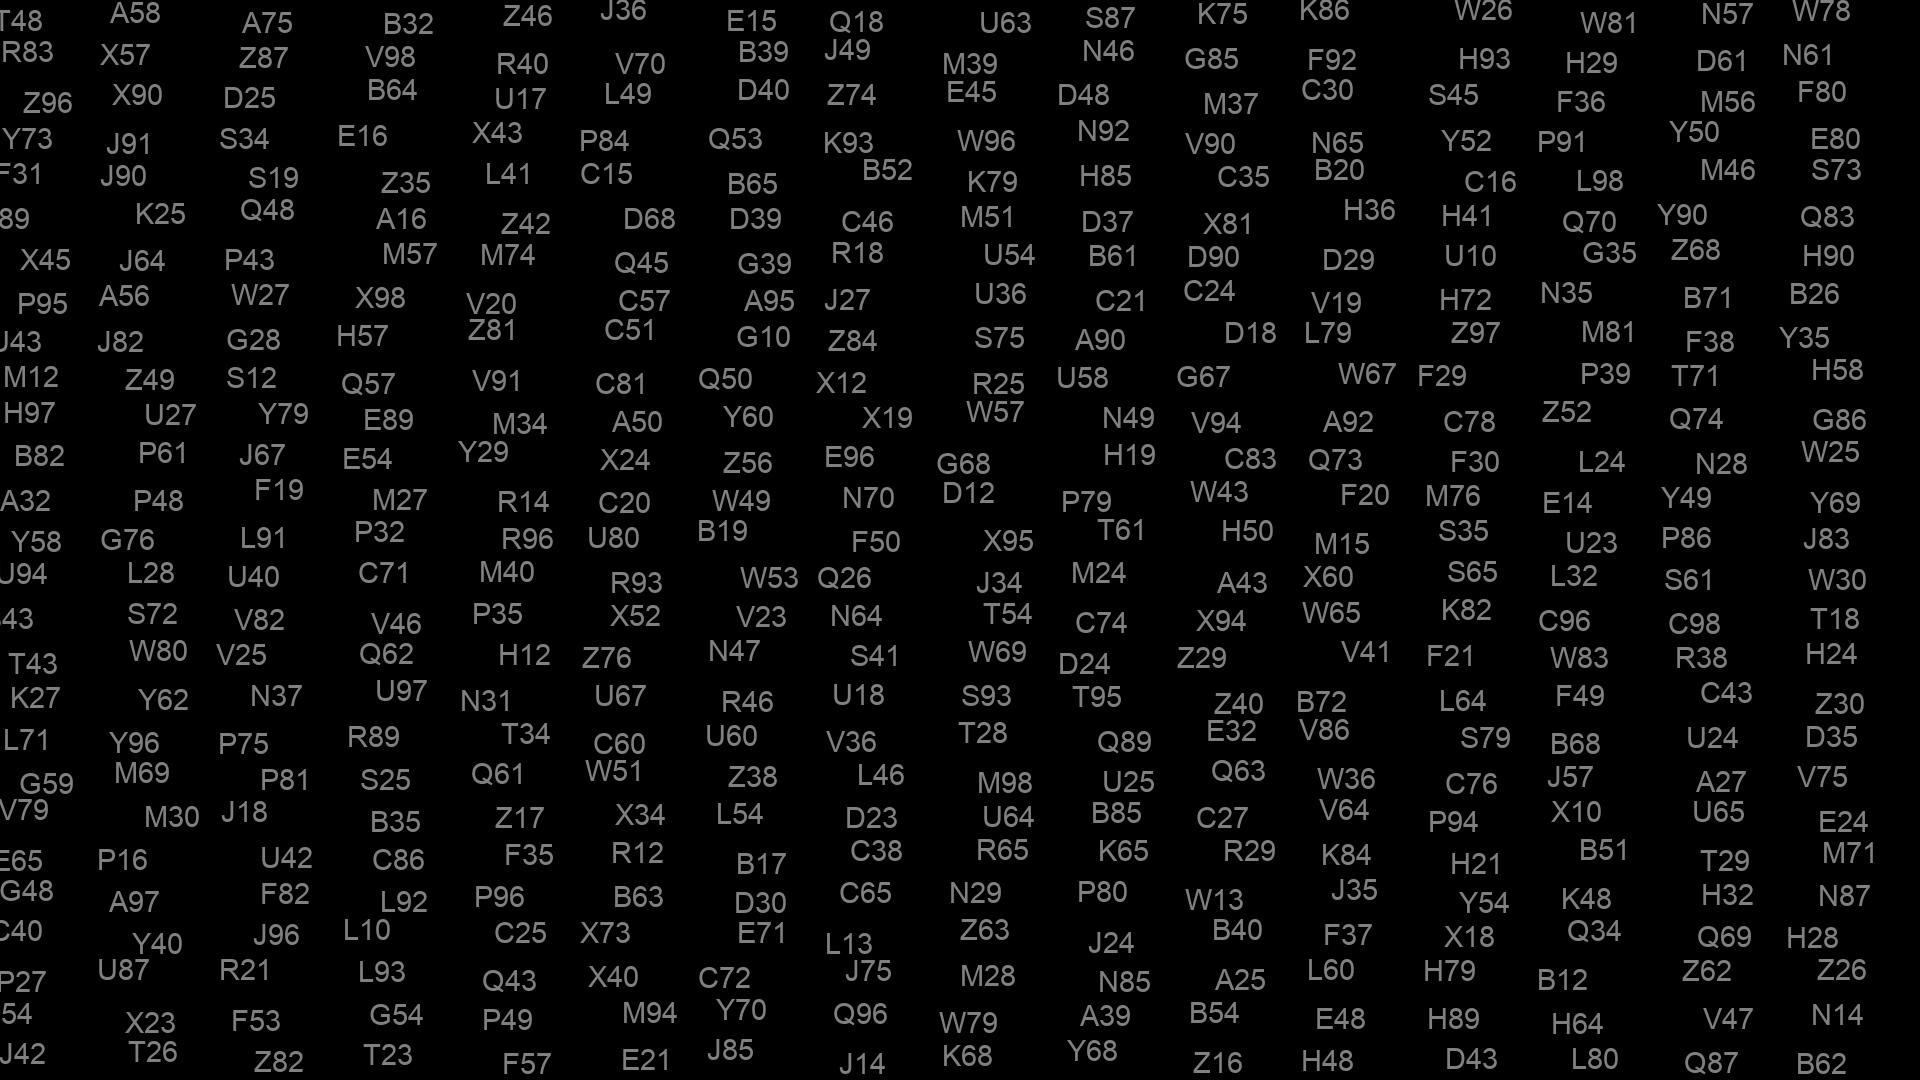 T48 A58 A75 B32 Z46 J36 E15 Q18 U63 S87 K75 K86 W26 W81 N57 W78
R83 X57 Z87 V98 R40 V70 B39 J49 M39 N46 G85 F92 H93 H29 D61 N61
Z96 X90 D25 B64 U17 L49 D40 Z74 E45 D48 M37 C30 S45 F36 M56 F80
Y73 J91 S34 E16 X43 P84 Q53 K93 W96 N92 V90 N65 Y52 P91 Y50 E80
F31 J90 S19 Z35 L41 C15 B65 B52 K79 H85 C35 B20 C16 L98 M46 S73
89 K25 Q48 A16 Z42 D68 D39 C46 M51 D37 X81 H36 H41 Q70 Y90 Q83
X45 J64 P43 M57 M74 Q45 G39 R18 U54 B61 D90 D29 U10 G35 Z68 H90
P95 A56 W27 X98 V20 C57 A95 J27 U36 C21 C24 V19 H72 N35 B71 B26
J43 J82 G28 H57 Z81 C51 G10 Z84 S75 A90 D18 L79 Z97 M81 F38 Y35
M12 Z49 S12 Q57 V91 C81 Q50 X12 R25 U58 G67 W67 F29 P39 T71 H58
H97 U27 Y79 E89 M34 A50 Y60 X19 W57 N49 V94 A92 C78 Z52 Q74 G86
B82 P61 J67 E54 Y29 X24 Z56 E96 G68 H19 C83 Q73 F30 L24 N28 W25
A32 P48 F19 M27 R14 C20 W49 N70 D12 P79 W43 F20 M76 E14 Y49 Y69
Y58 G76 L91 P32 R96 U80 B19 F50 X95 T61 H50 M15 S35 U23 P86 J83
U94 L28 U40 C71 M40 R93 W53 Q26 J34 M24 A43 X60 S65 L32 S61 W30
43 S72 V82 V46 P35 X52 V23 N64 T54 C74 X94 W65 K82 C96 C98 T18
T43 W80 V25 Q62 H12 Z76 N47 S41 W69 D24 Z29 V41 F21 W83 R38 H24
K27 Y62 N37 U97 N31 U67 R46 U18 S93 T95 Z40 B72 L64 F49 C43 Z30
L71 Y96 P75 R89 T34 C60 U60 V36 T28 Q89 E32 V86 S79 B68 U24 D35
G59 M69 P81 S25 Q61 W51 Z38 L46 M98 U25 Q63 W36 C76 J57 A27 V75
V79 M30 J18 B35 Z17 X34 L54 D23 U64 B85 C27 V64 P94 X10 U65 E24
E65 P16 U42 C86 F35 R12 B17 C38 R65 K65 R29 K84 H21 B51 T29 M71
G48 A97 F82 L92 P96 B63 D30 C65 N29 P80 W13 J35 Y54 K48 H32 N87
C40 Y40 J96 L10 C25 X73 E71 L13 Z63 J24 B40 F37 X18 Q34 Q69 H28
P27 U87 R21 L93 Q43 X40 C72 J75 M28 N85 A25 L60 H79 B12 Z62 Z26
54 X23 F53 G54 P49 M94 Y70 Q96 W79 A39 B54 E48 H89 H64 V47 N14
J42 T26 Z82 T23 F57 E21 J85 J14 K68 Y68 Z16 H48 D43 L80 Q87 B62